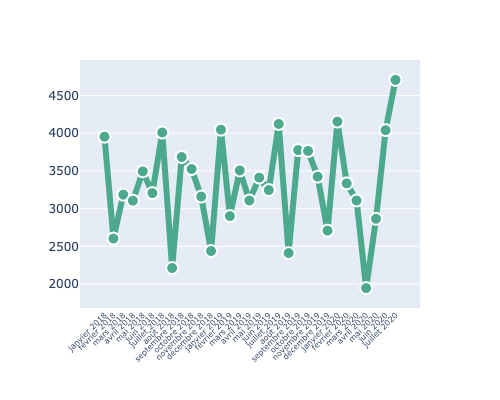 4500
4000
3500
3000
2500
2000
janvier 2018
février 2018
mars 2018
avril 2018
mai 2018
juin 2018
juillet 2018
août 2018
septembre 2018
octobre 2018
novembre 2018
décembre 2018
janvier 2019
février 2019
mars 2019
avril 2019
mai 2019
juin 2019
juillet 2019
août 2019
septembre 2019
octobre 2019
novembre 2019
décembre 2019
janvier 2020
février 2020
mars 2020
avril 2020
mai 2020
juin 2020
juillet 2020